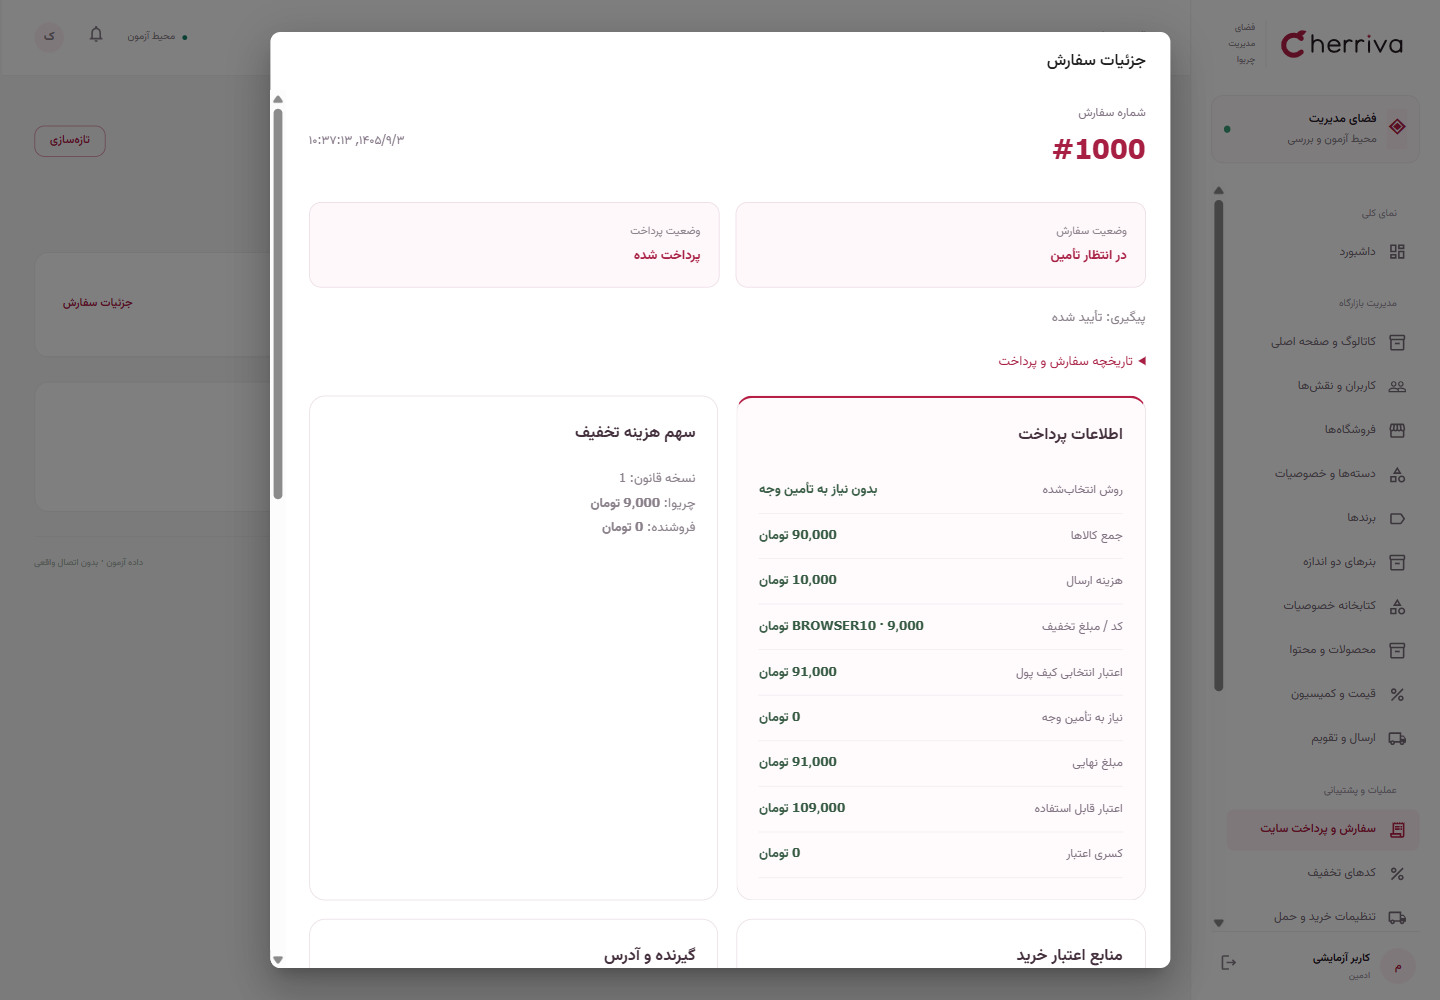 Cherriva
فضای
مدیریت
چریوا
فضای مدیریت
محیط آزمون و بررسی
نمای کلی
داشبورد
مدیریت بازارگاه
کاتالوگ و صفحه اصلی
کاربران و نقش‌ها
فروشگاه‌ها
دسته‌ها و خصوصیات
برندها
بنرهای دو اندازه
کتابخانه خصوصیات
محصولات و محتوا
قیمت و کمیسیون
ارسال و تقویم
عملیات و پشتیبانی
سفارش و پرداخت سایت
کدهای تخفیف
تنظیمات خرید و حمل
م
کاربر آزمایشی
ادمین
محیط آزمون
ک
تازه‌سازی
جزئیات سفارش
داده آزمون · بدون اتصال واقعی
جزئیات سفارش
شماره سفارش
#1000
۱۴۰۵/۹/۳, ۱۰:۳۷:۱۳
وضعیت سفارش
در انتظار تأمین
وضعیت پرداخت
پرداخت شده
پیگیری: تأیید شده
تاریخچه سفارش و پرداخت
اطلاعات پرداخت
روش انتخاب‌شده بدون نیاز به تأمین وجه
جمع کالاها 90,000 تومان
هزینه ارسال 10,000 تومان
کد / مبلغ تخفیف BROWSER10 · 9,000 تومان
اعتبار انتخابی کیف پول 91,000 تومان
نیاز به تأمین وجه 0 تومان
مبلغ نهایی 91,000 تومان
اعتبار قابل استفاده 109,000 تومان
کسری اعتبار 0 تومان
سهم هزینه تخفیف
نسخه قانون: 1
چریوا: 9,000 تومان
فروشنده: 0 تومان
منابع اعتبار خرید
گیرنده و آدرس